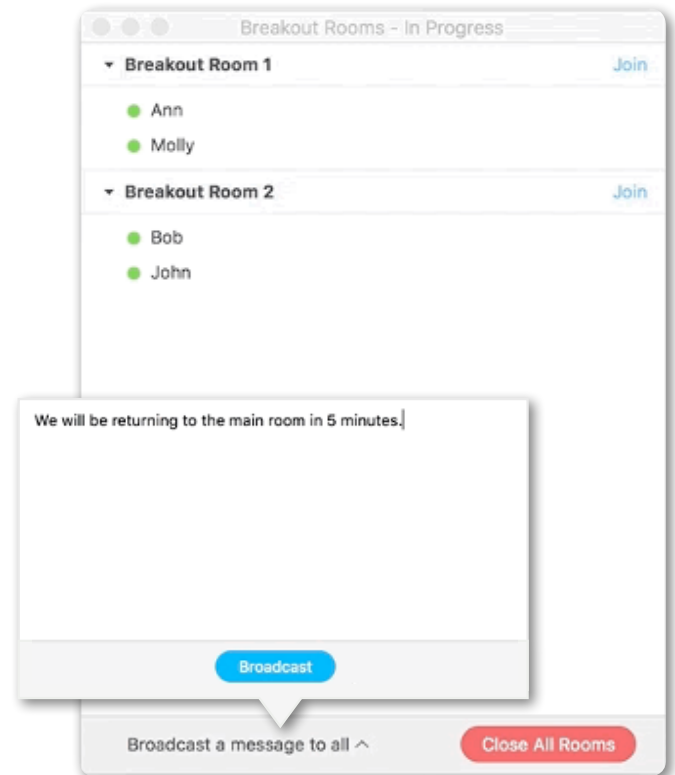 Breakout Rooms - In Progress
Breakout Room 1 Join
Ann
Molly
Breakout Room 2 Join
Bob
John
We will be returning to the main room in 5 minutes.
Broadcast
Broadcast a message to all Close All Rooms